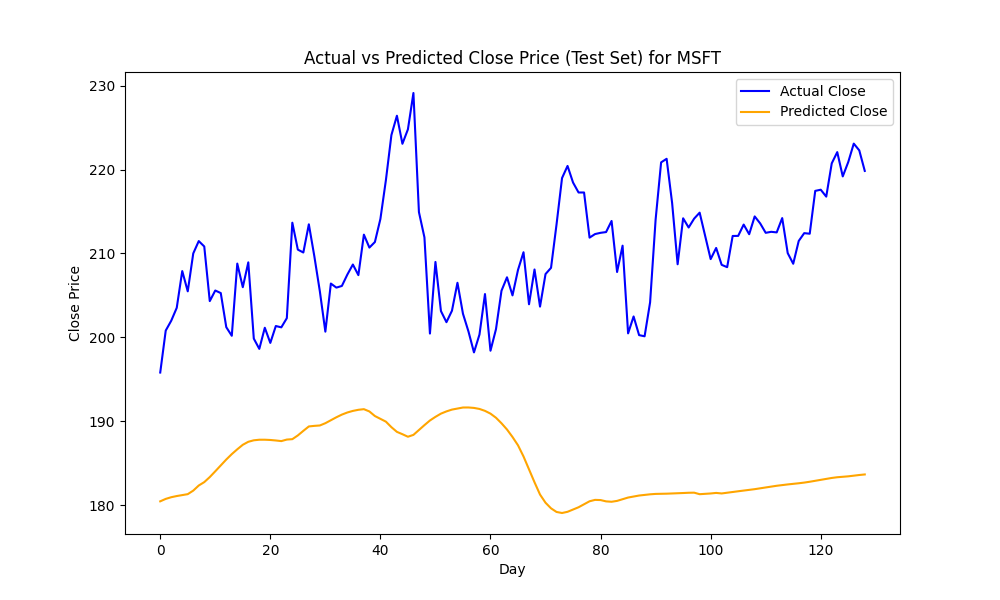 Actual vs Predicted Close Price (Test Set) for MSFT
Actual Close
Predicted Close
Close Price
230
220
210
200
190
180
0 20 40 60 80 100 120
Day